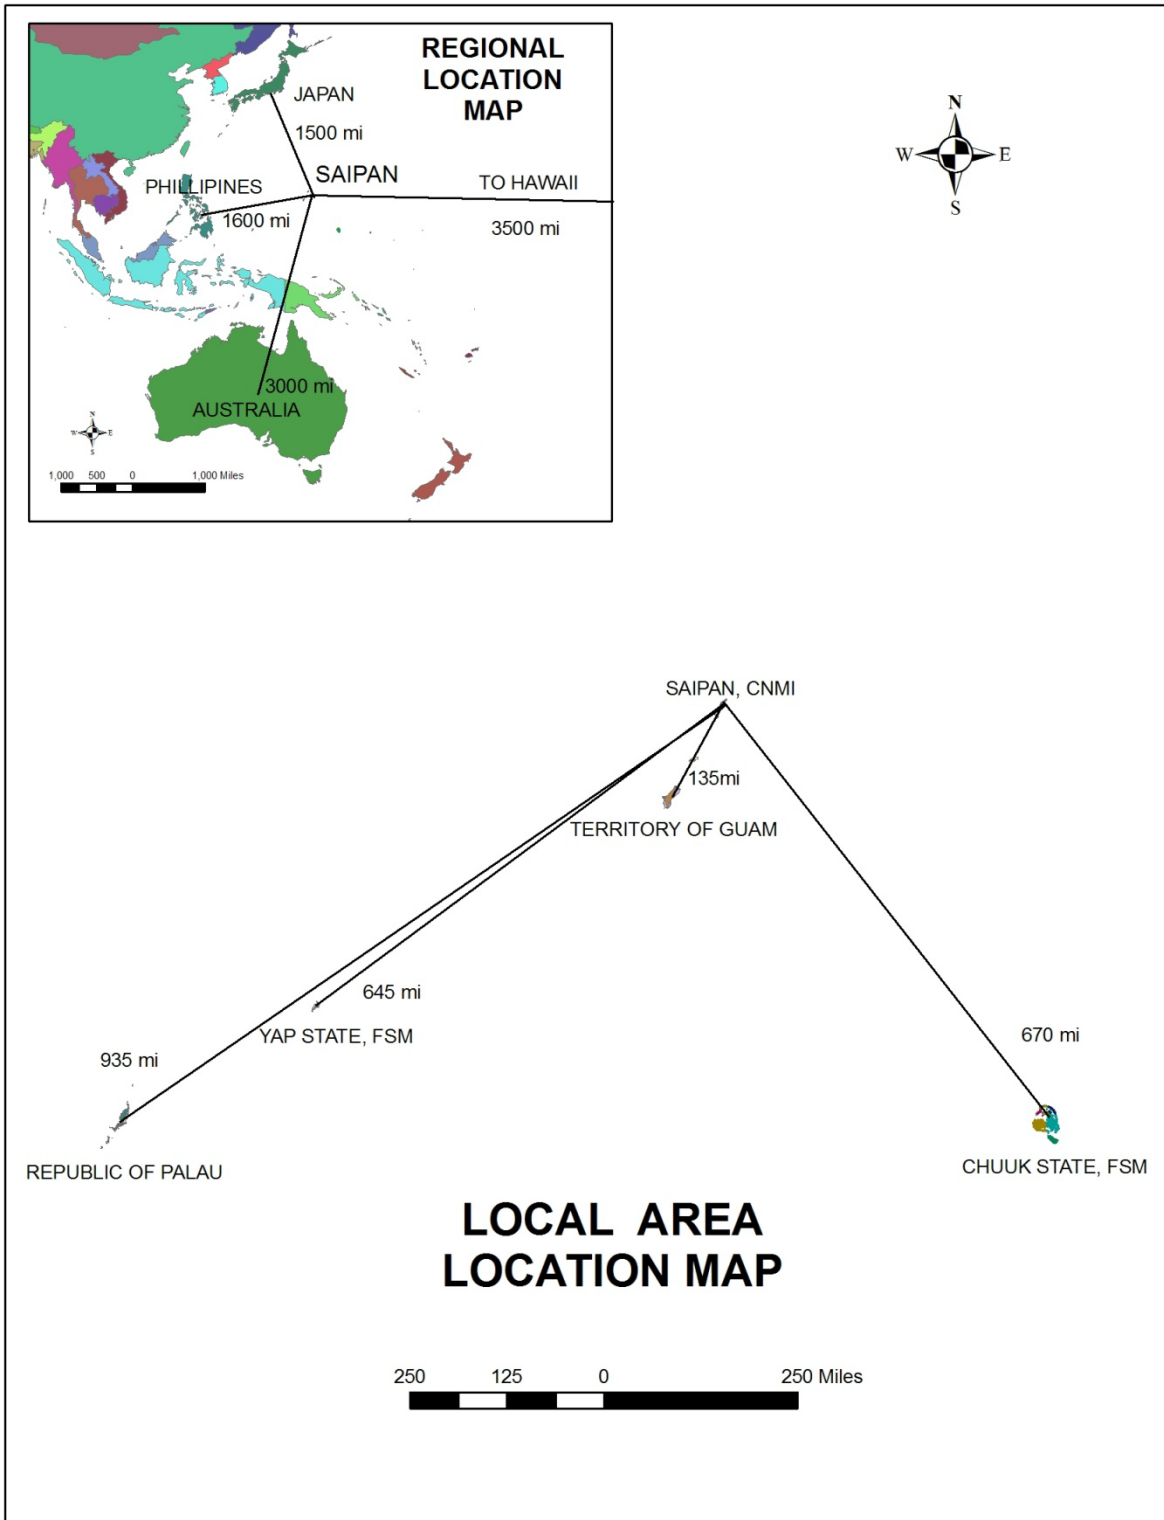 REGIONAL
LOCATION
MAP
JAPAN
1500 mi
SAIPAN
PHILLIPINES
1600 mi
TO HAWAII
3500 mi
3000 mi
AUSTRALIA
N
W E
S
1,000 500 0 1,000 Miles
N
W E
S
SAIPAN, CNMI
135mi
TERRITORY OF GUAM
645 mi
YAP STATE, FSM
935 mi
REPUBLIC OF PALAU
670 mi
CHUUK STATE, FSM
LOCAL AREA
LOCATION MAP
250 125 0 250 Miles